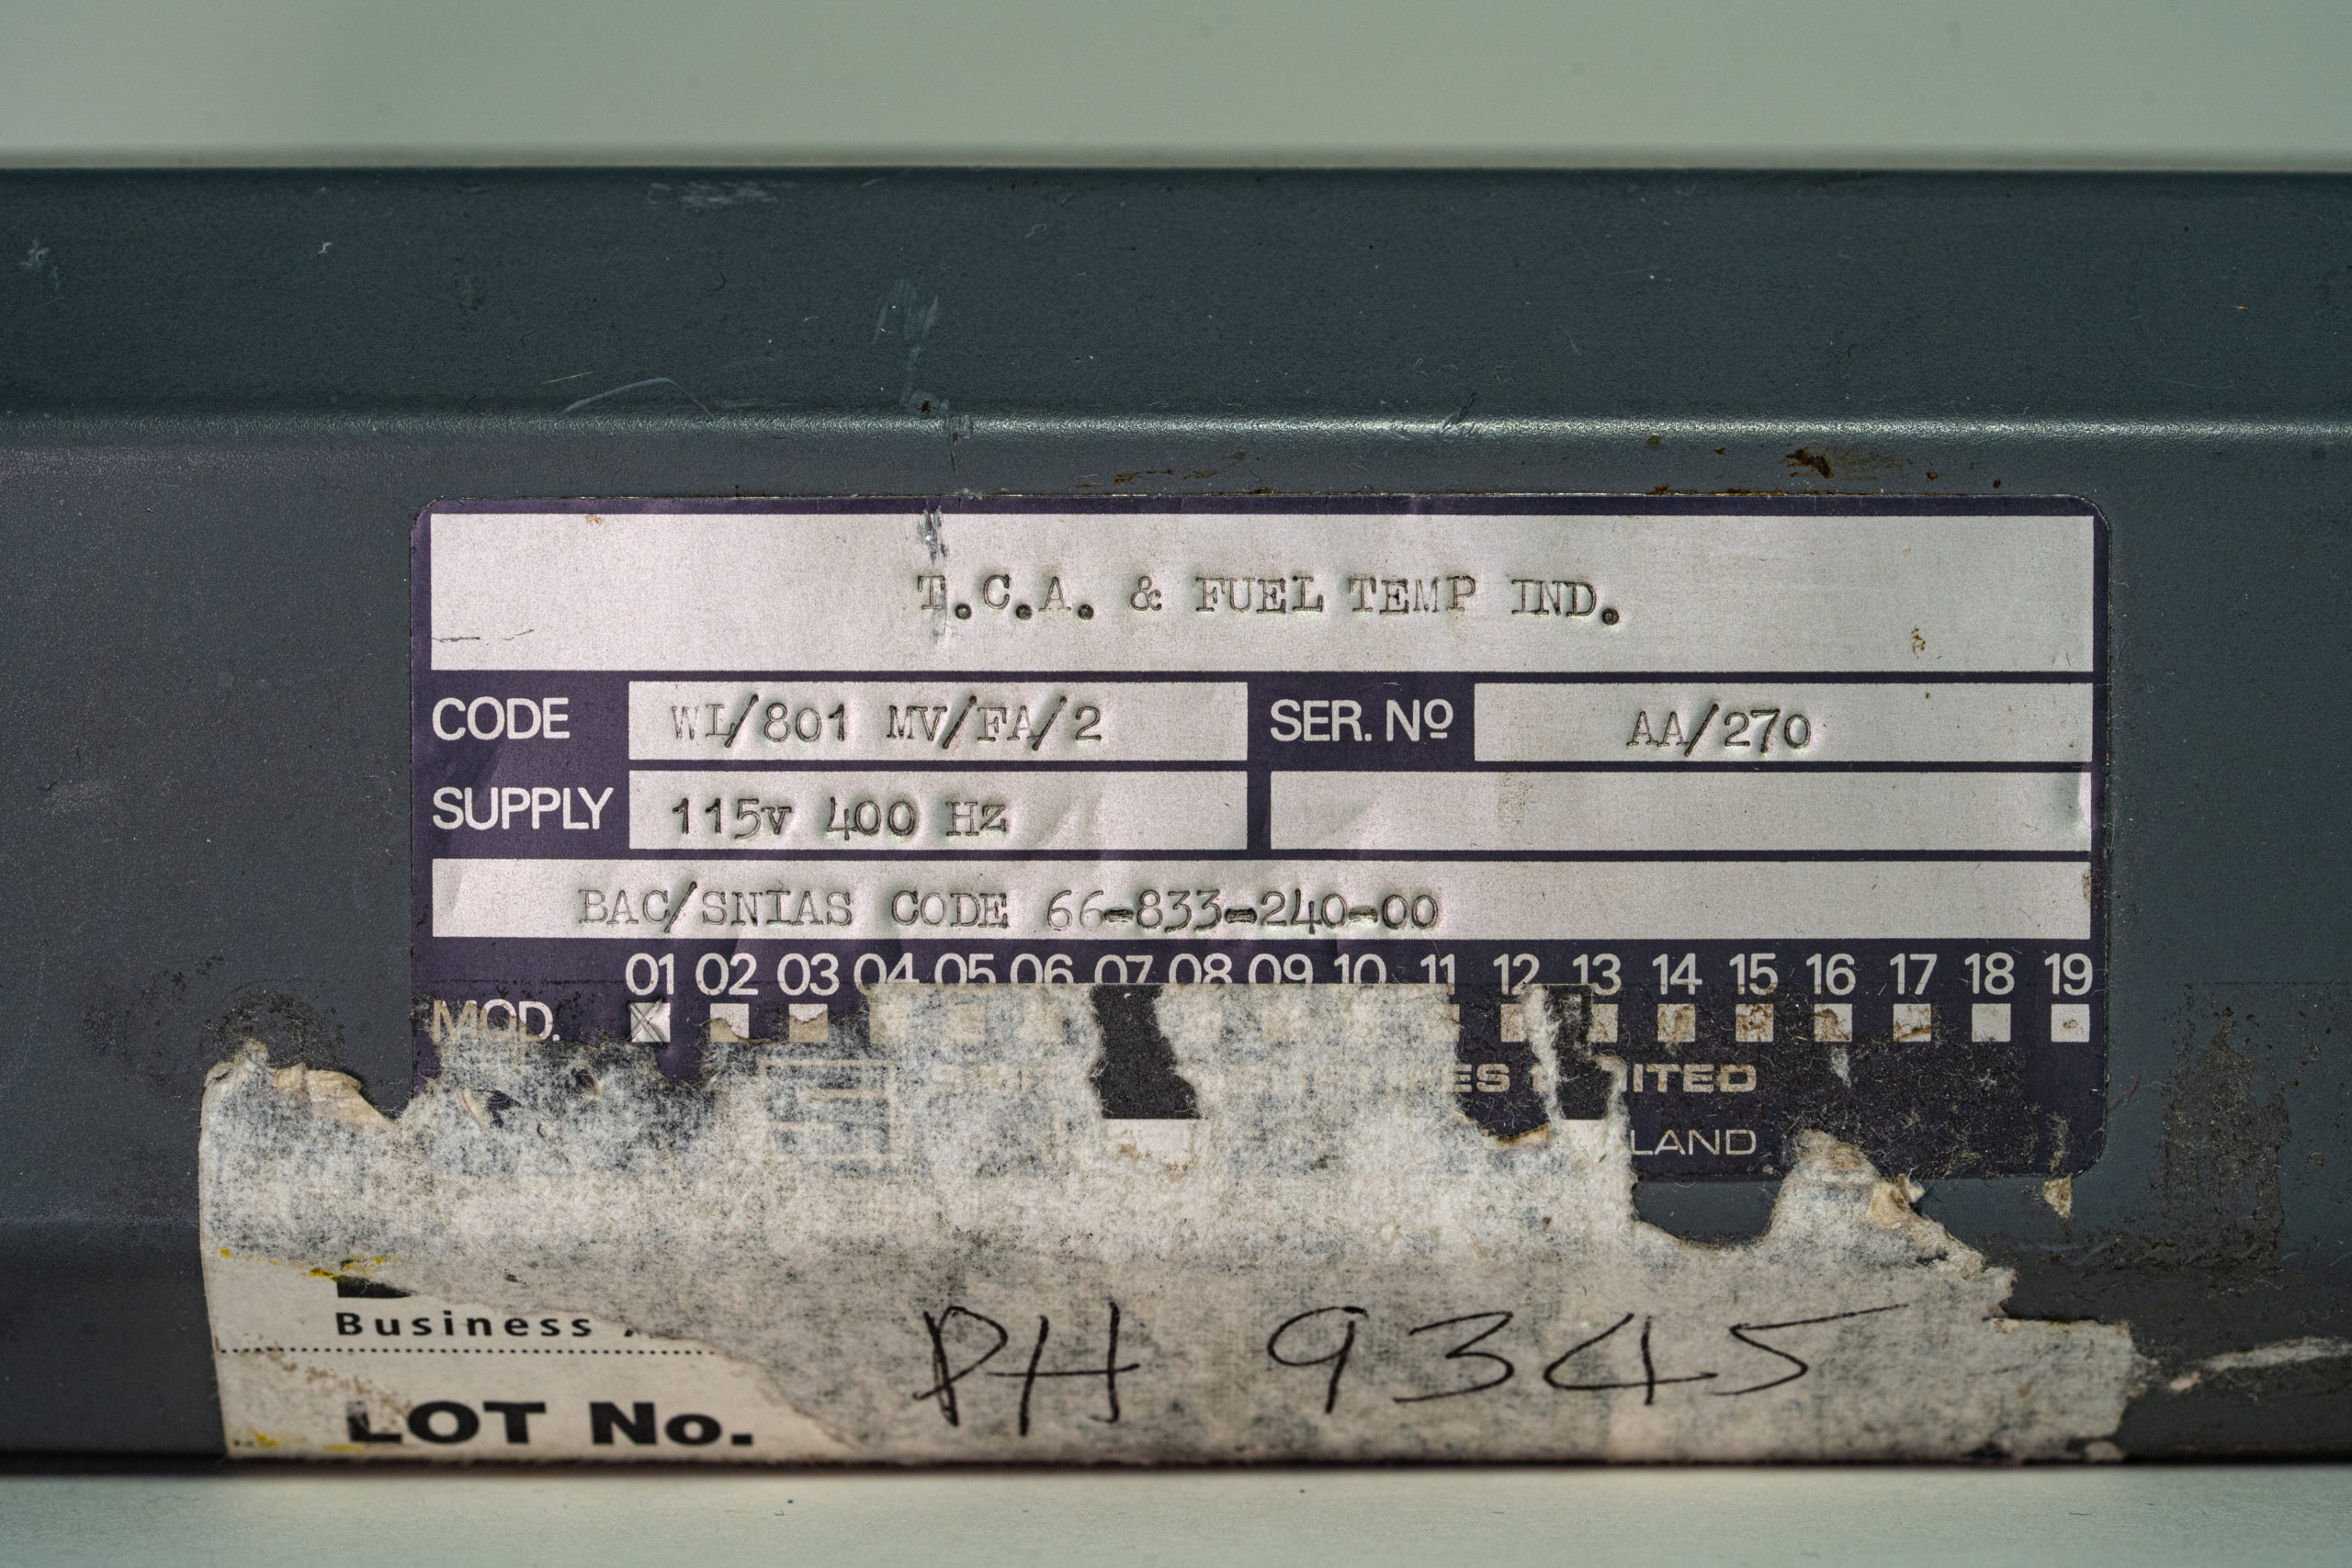 T.C.A. & FUEL TEMP IND.
CODE WL/801 MV/FA/2 SER. Nº AA/270
SUPPLY 115v 400 Hz
BAC/SNIAS CODE 66-833-240-00
01 02 03 04 05 06 07 08 09 10 11 12 13 14 15 16 17 18 19
MOD. X
LAND
Business
PH 9345
LOT No.